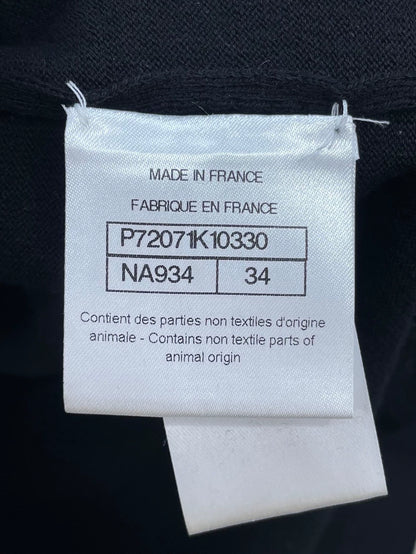 MADE IN FRANCE
FABRIQUE EN FRANCE
P72071K10330
NA934 34
Contient des parties non textiles d'origine
animale - Contains non textile parts of
animal origin